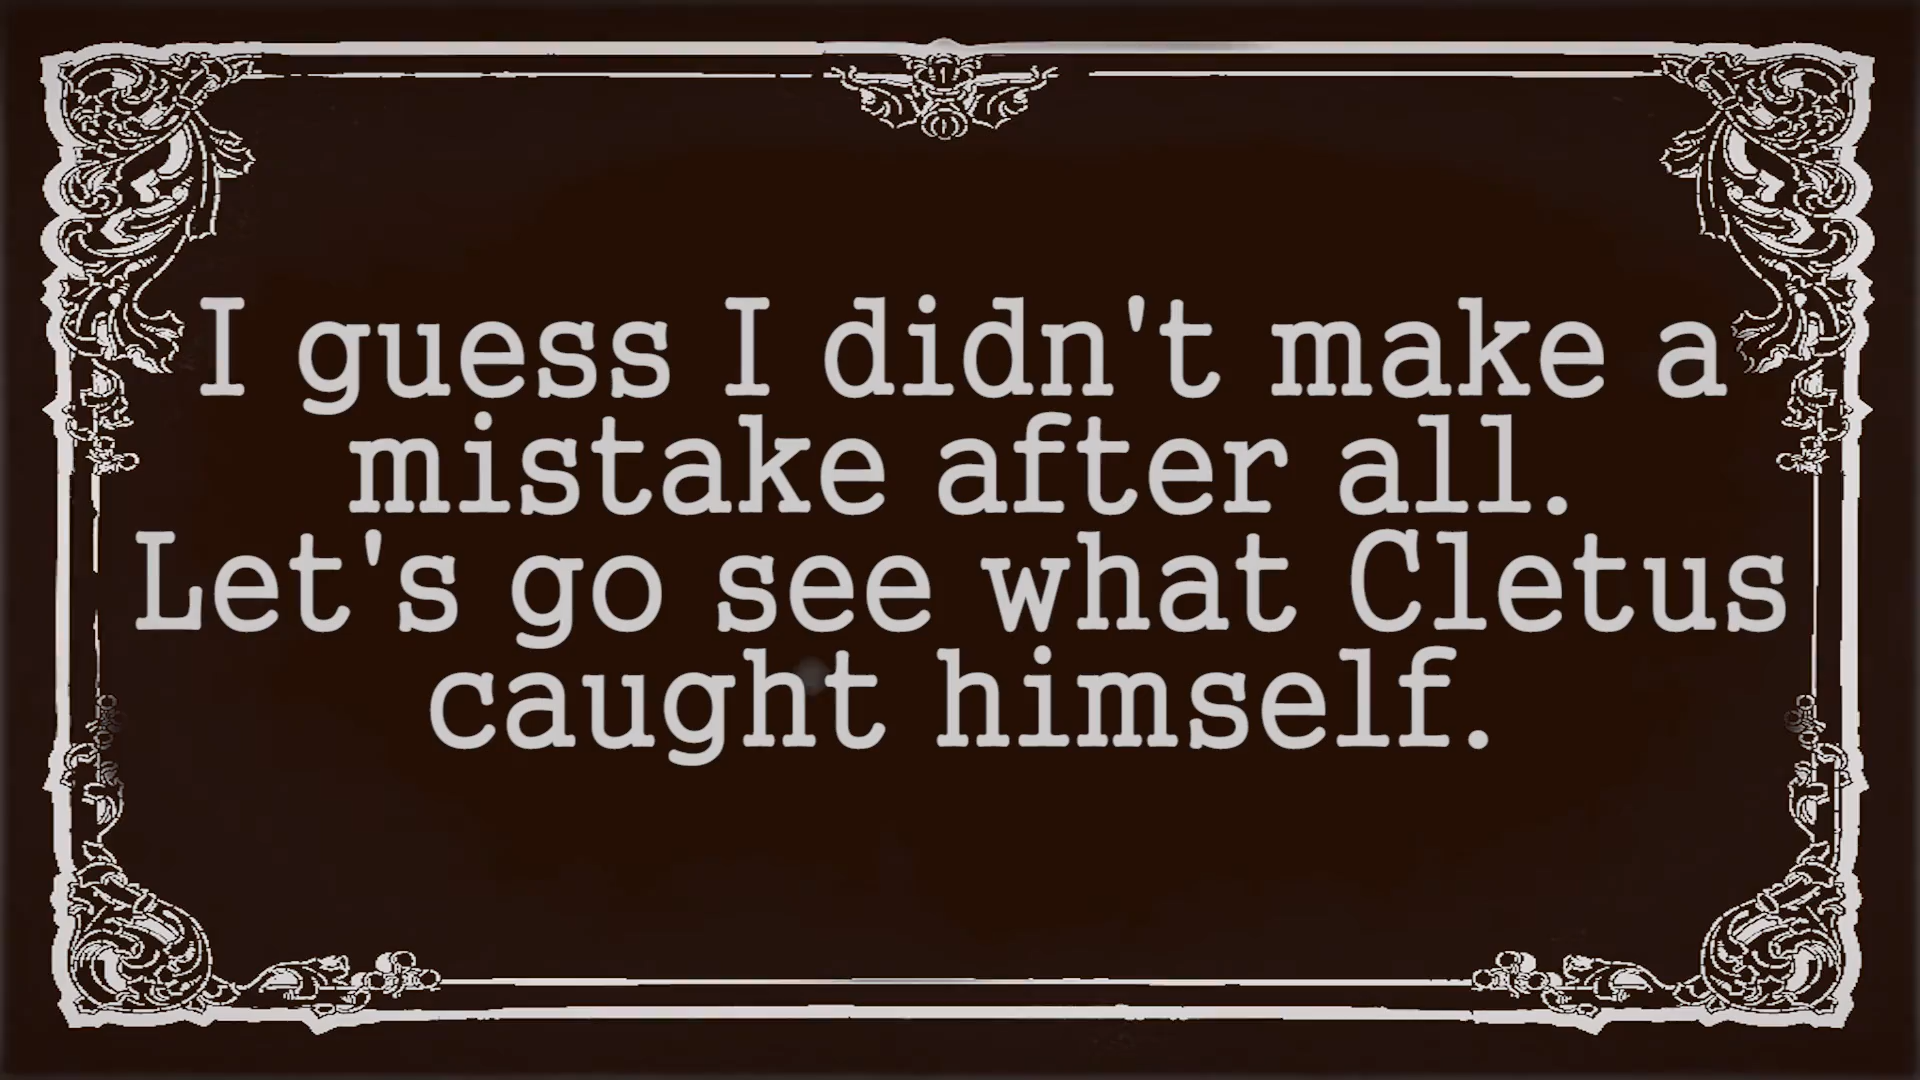 I guess I didn't make a
mistake after all.
Let's go see what Cletus
caught himself.